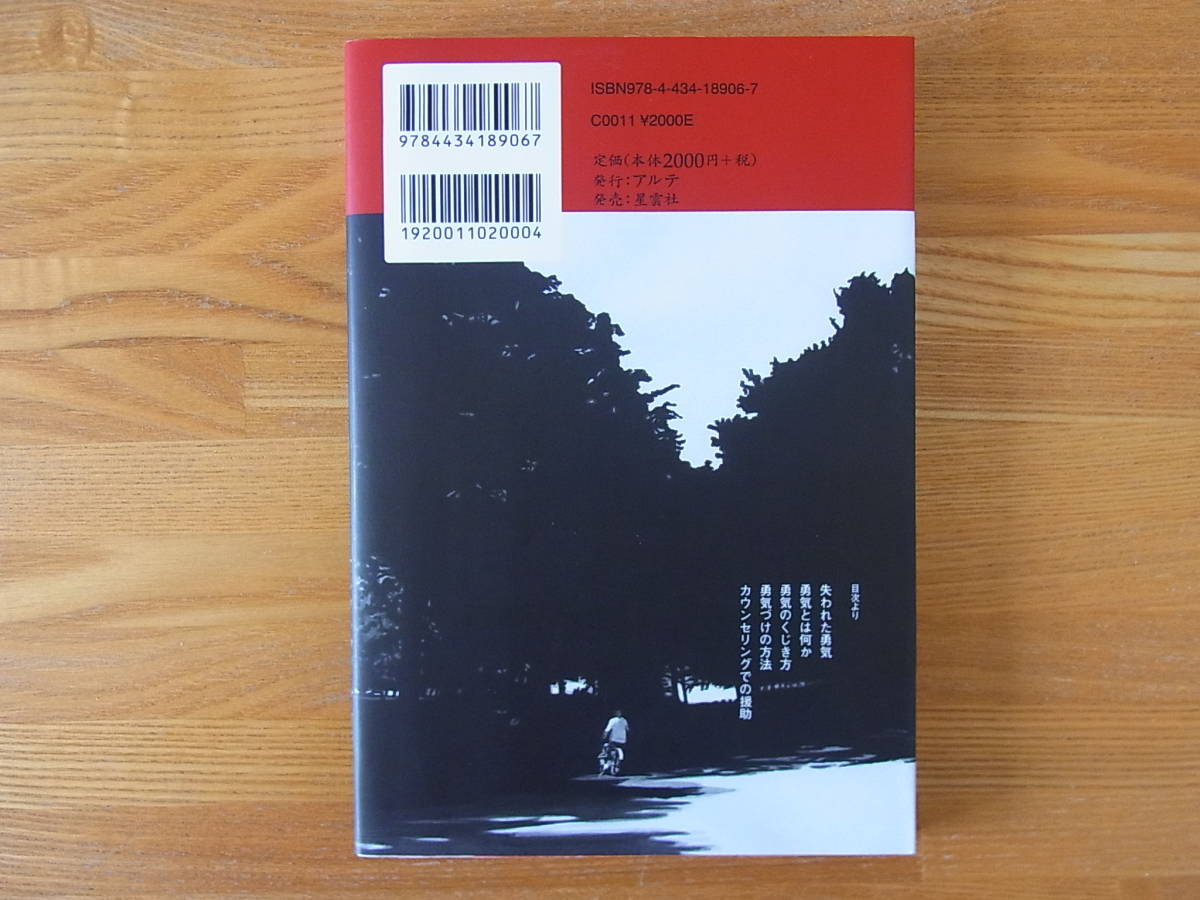 9784434189067
1920011020004
ISBN978-4-434-18906-7
C0011 ¥2000E
定価(本体2000円+税)
発行:アルテ
発売:星雲社
目次より
失われた勇気
勇気とは何か
勇気のくじき方
勇気づけの方法
カウンセリングでの援助